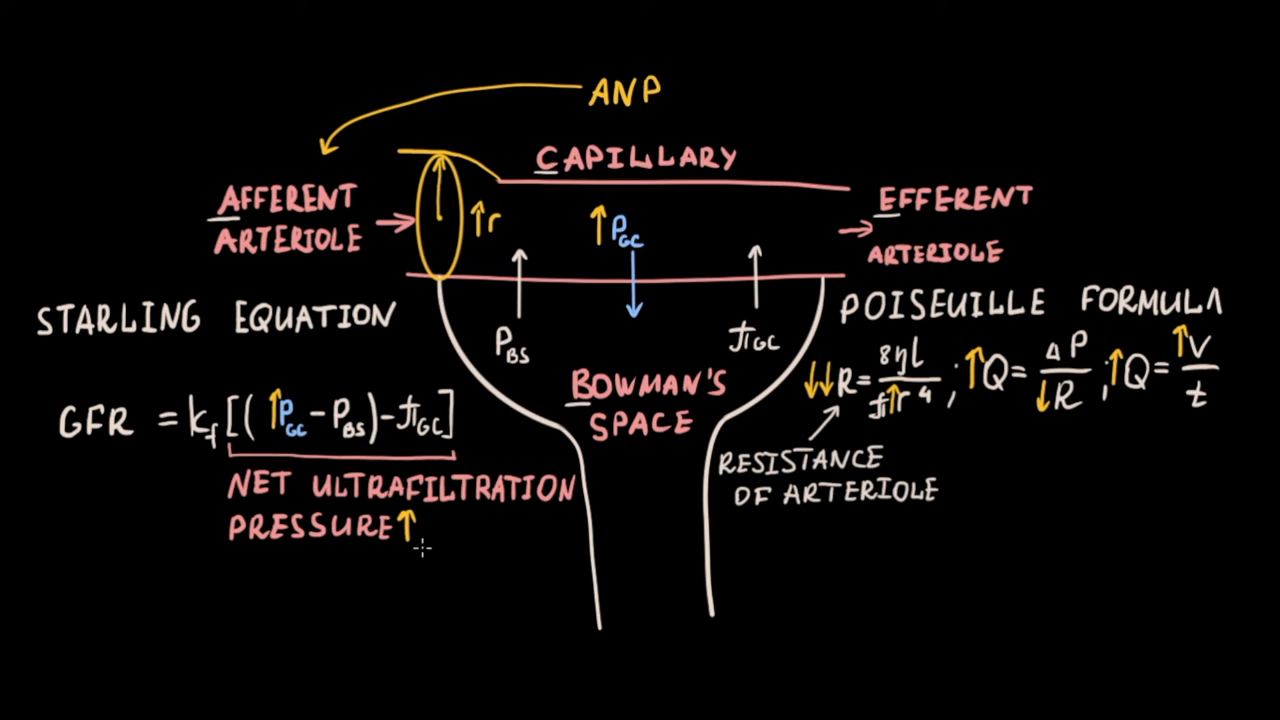 ANP
CAPILLARY
AFFERENT
ARTERIOLE
↑r
↑P_GC
EFFERENT
ARTERIOLE
P_BS
π_GC
BOWMAN'S
SPACE
STARLING EQUATION
GFR = k_f [(↑P_GC - P_BS) - π_GC]
NET ULTRAFILTRATION
PRESSURE↑
POISEUILLE FORMULA
↓↓R = 8ηl / π↑r⁴ ; ↑Q = ΔP / ↓R ; ↑Q = ↑V / t
RESISTANCE
OF ARTERIOLE